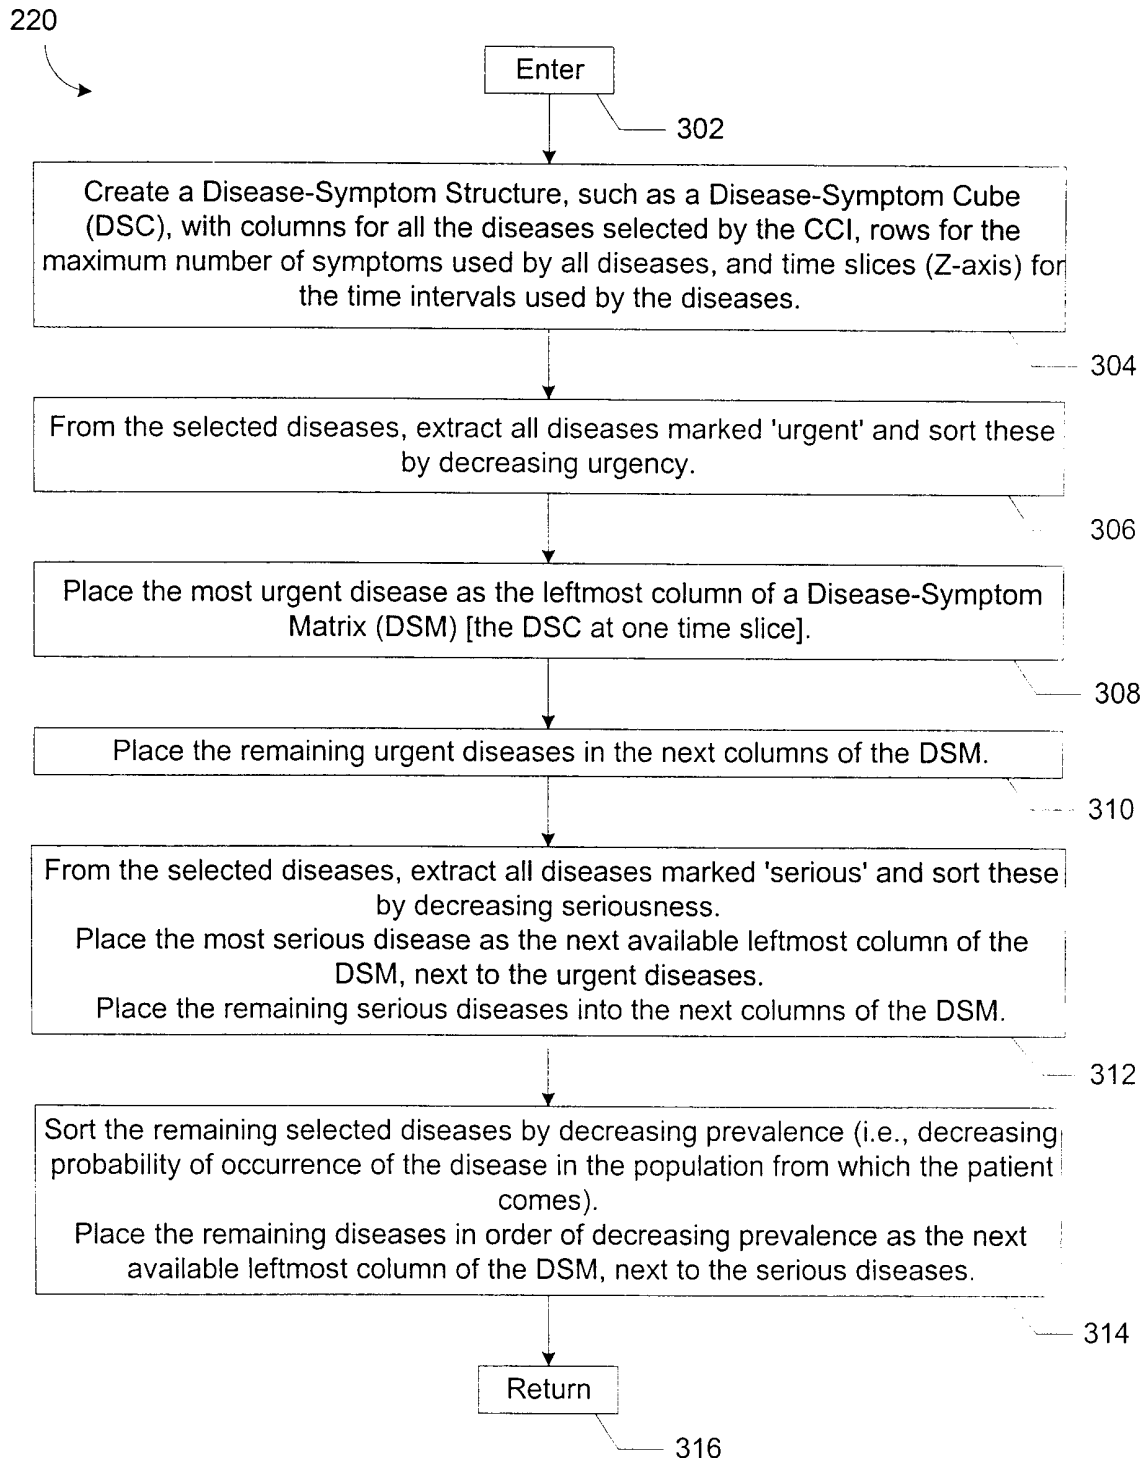 220
Enter
302
Create a Disease-Symptom Structure, such as a Disease-Symptom Cube
(DSC), with columns for all the diseases selected by the CCI, rows for the
maximum number of symptoms used by all diseases, and time slices (Z-axis) for
the time intervals used by the diseases.
304
From the selected diseases, extract all diseases marked 'urgent' and sort these
by decreasing urgency.
306
Place the most urgent disease as the leftmost column of a Disease-Symptom
Matrix (DSM) [the DSC at one time slice].
308
Place the remaining urgent diseases in the next columns of the DSM.
310
From the selected diseases, extract all diseases marked 'serious' and sort these
by decreasing seriousness.
Place the most serious disease as the next available leftmost column of the
DSM, next to the urgent diseases.
Place the remaining serious diseases into the next columns of the DSM.
312
Sort the remaining selected diseases by decreasing prevalence (i.e., decreasing
probability of occurrence of the disease in the population from which the patient
comes).
Place the remaining diseases in order of decreasing prevalence as the next
available leftmost column of the DSM, next to the serious diseases.
314
Return
316